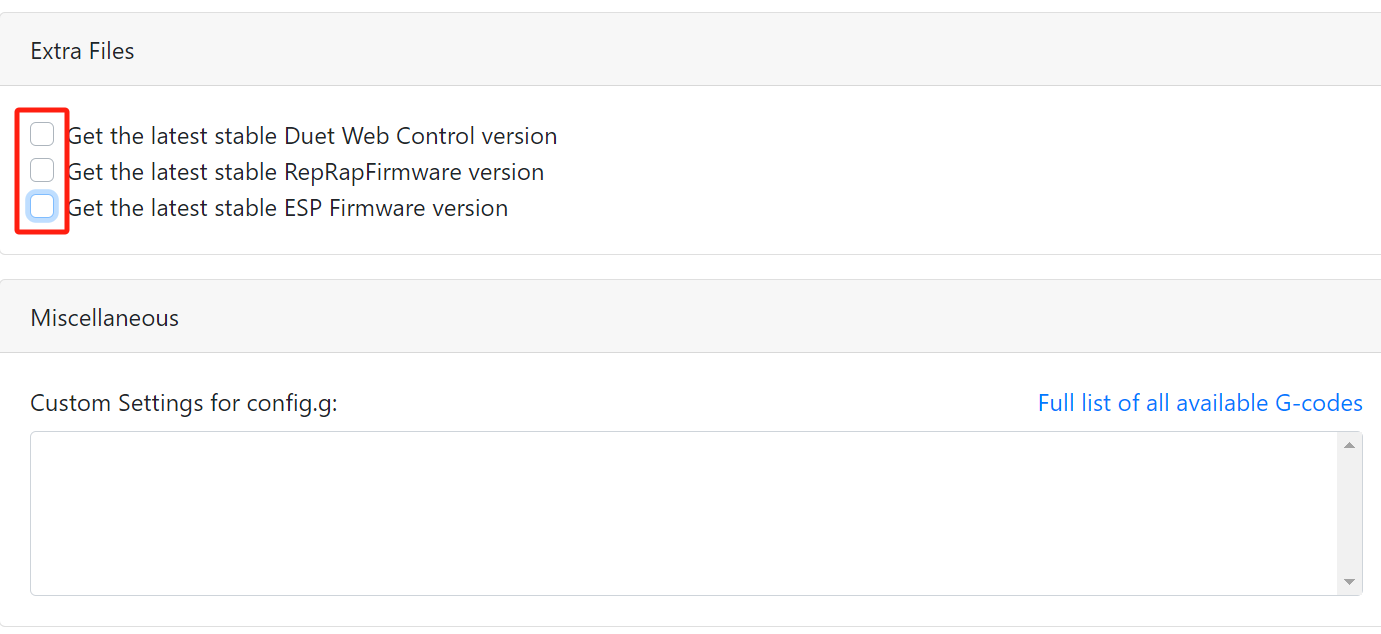 Extra Files
Get the latest stable Duet Web Control version
Get the latest stable RepRapFirmware version
Get the latest stable ESP Firmware version
Miscellaneous
Custom Settings for config.g: Full list of all available G-codes